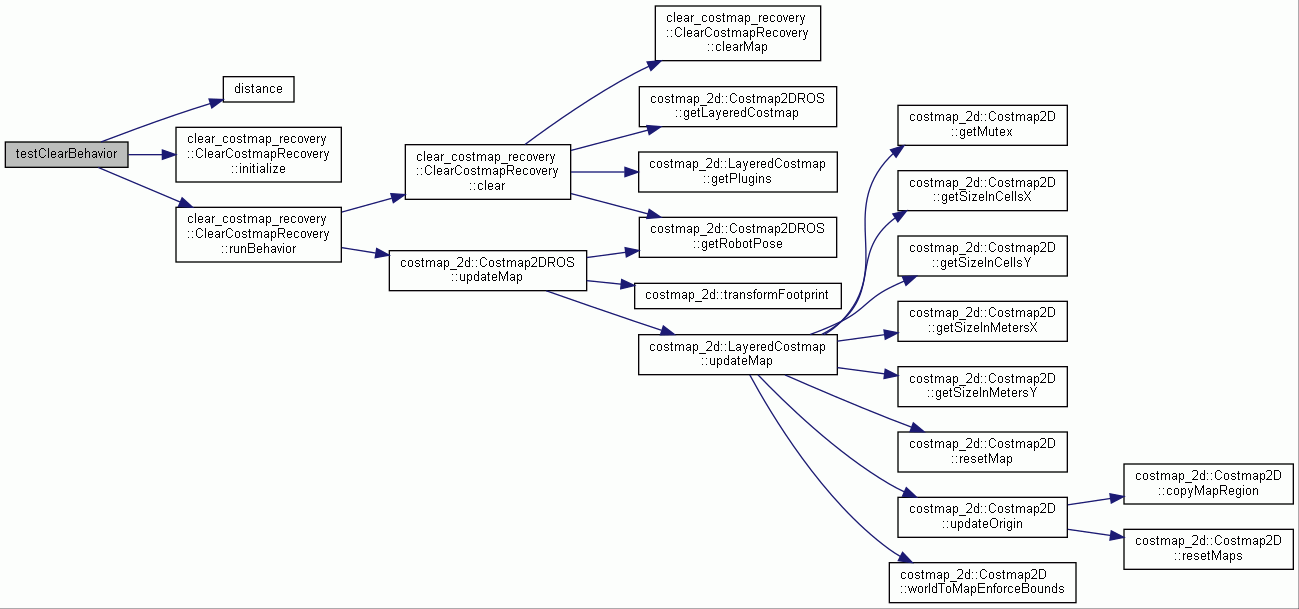 testClearBehavior
distance
clear_costmap_recovery
::ClearCostmapRecovery
::initialize
clear_costmap_recovery
::ClearCostmapRecovery
::runBehavior
clear_costmap_recovery
::ClearCostmapRecovery
::clear
costmap_2d::Costmap2DROS
::updateMap
clear_costmap_recovery
::ClearCostmapRecovery
::clearMap
costmap_2d::Costmap2DROS
::getLayeredCostmap
costmap_2d::LayeredCostmap
::getPlugins
costmap_2d::Costmap2DROS
::getRobotPose
costmap_2d::transformFootprint
costmap_2d::LayeredCostmap
::updateMap
costmap_2d::Costmap2D
::getMutex
costmap_2d::Costmap2D
::getSizeInCellsX
costmap_2d::Costmap2D
::getSizeInCellsY
costmap_2d::Costmap2D
::getSizeInMetersX
costmap_2d::Costmap2D
::getSizeInMetersY
costmap_2d::Costmap2D
::resetMap
costmap_2d::Costmap2D
::updateOrigin
costmap_2d::Costmap2D
::worldToMapEnforceBounds
costmap_2d::Costmap2D
::copyMapRegion
costmap_2d::Costmap2D
::resetMaps